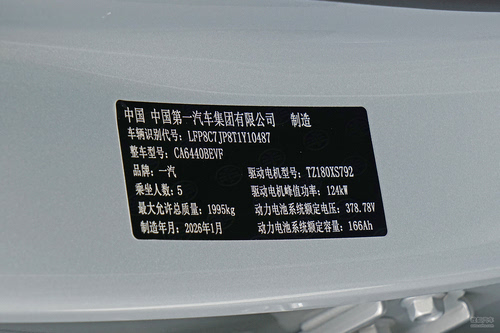 中国 中国第一汽车集团有限公司 制造
车辆识别代号: LFP8C7JP8T1Y10487
整车型号: CA6440BEVF
品牌: 一汽 驱动电机型号: TZ180XS792
乘坐人数: 5 驱动电机峰值功率: 124kW
最大允许总质量: 1995kg 动力电池系统额定电压: 378.78V
制造年月: 2026年1月 动力电池系统额定容量: 166Ah